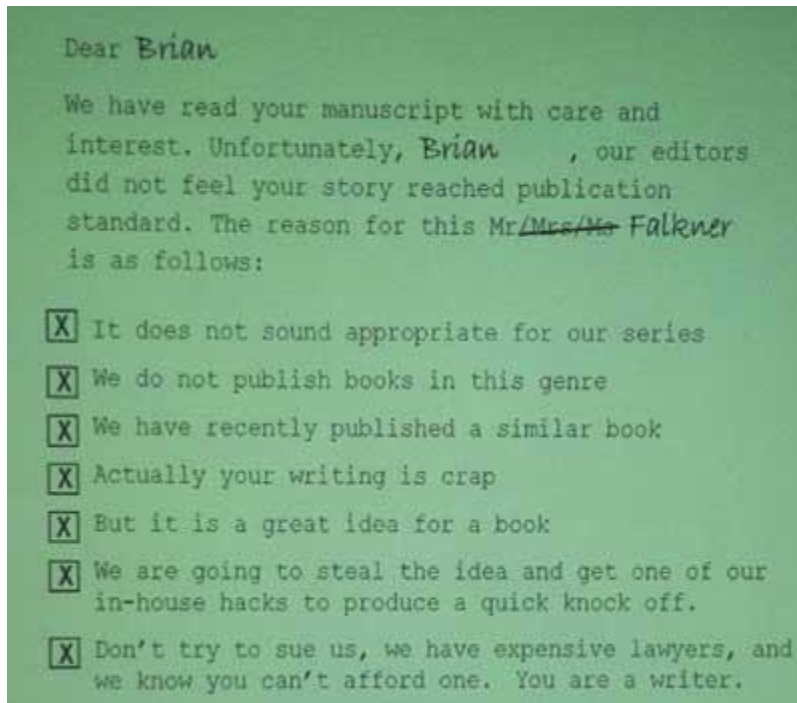 Dear Brian
We have read your manuscript with care and
interest. Unfortunately, Brian , our editors
did not feel your story reached publication
standard. The reason for this Mr/Mrs/Ms Falkner
is as follows:
X It does not sound appropriate for our series
X We do not publish books in this genre
X We have recently published a similar book
X Actually your writing is crap
X But it is a great idea for a book
X We are going to steal the idea and get one of our
in-house hacks to produce a quick knock off.
X Don't try to sue us, we have expensive lawyers, and
we know you can't afford one. You are a writer.